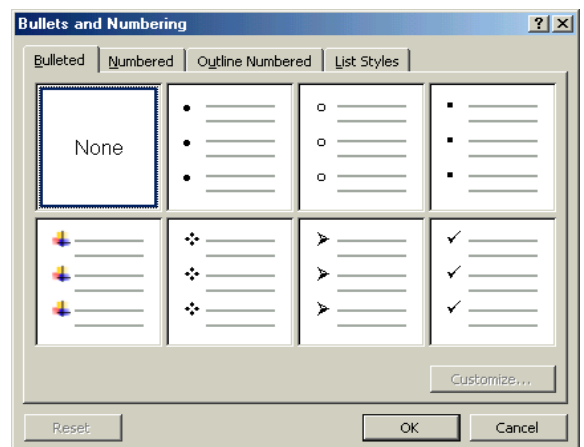 Bullets and Numbering
Bulleted Numbered Outline Numbered List Styles
None
Customize...
Reset OK Cancel